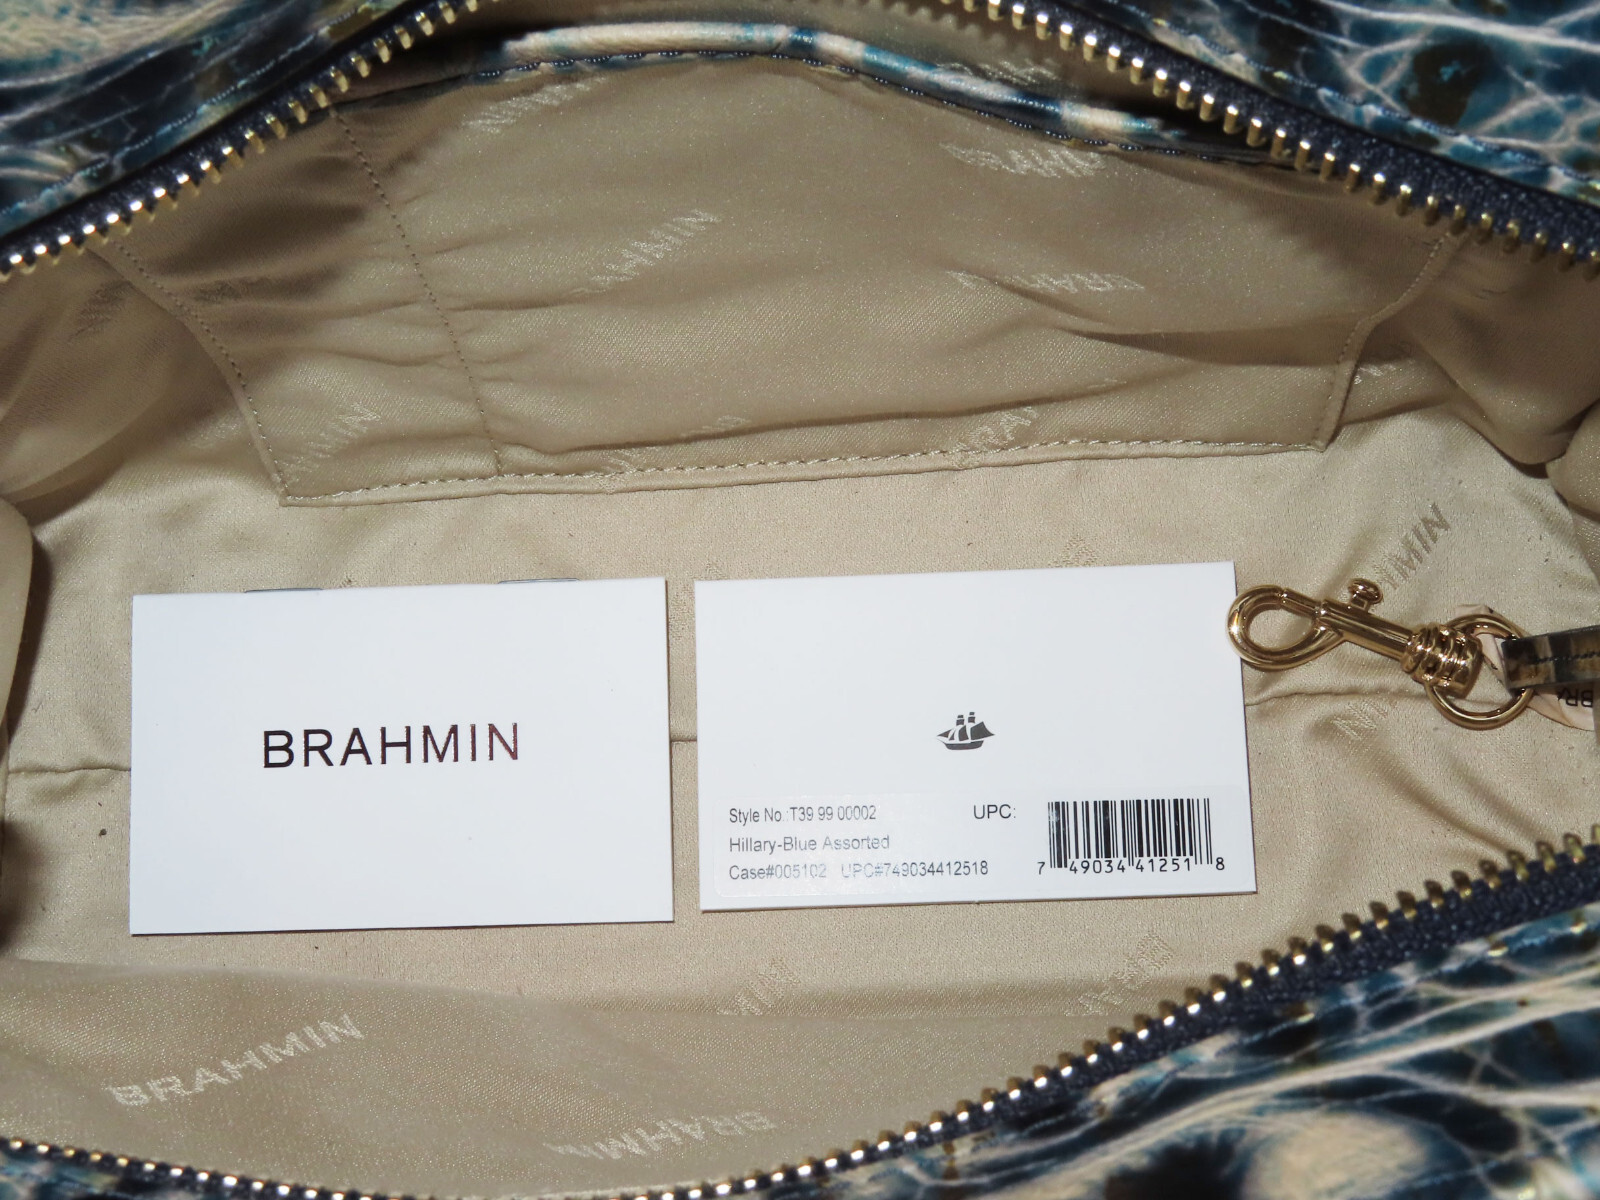 BRAHMIN
BRAHMIN
BRAHMIN
Style No.:T39 99 00002
UPC:
Hillary-Blue Assorted
Case#005102 UPC#749034412518
7 49034 41251 8
BRAHMIN
BRAHMIN